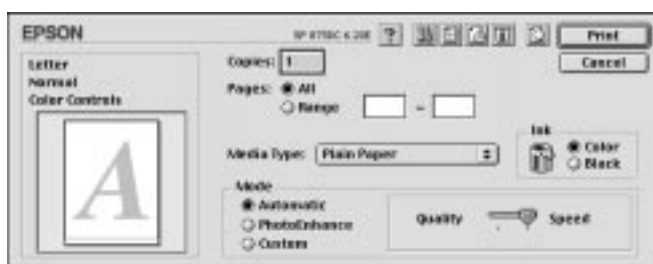 EPSON
Print
Letter
Normal
Color Controls
A
Copies: 1
Cancel
Pages: All
Range
-
Ink
Color
Black
Media Type: Plain Paper
Mode
Automatic
PhotoEnhance
Custom
Quality
Speed